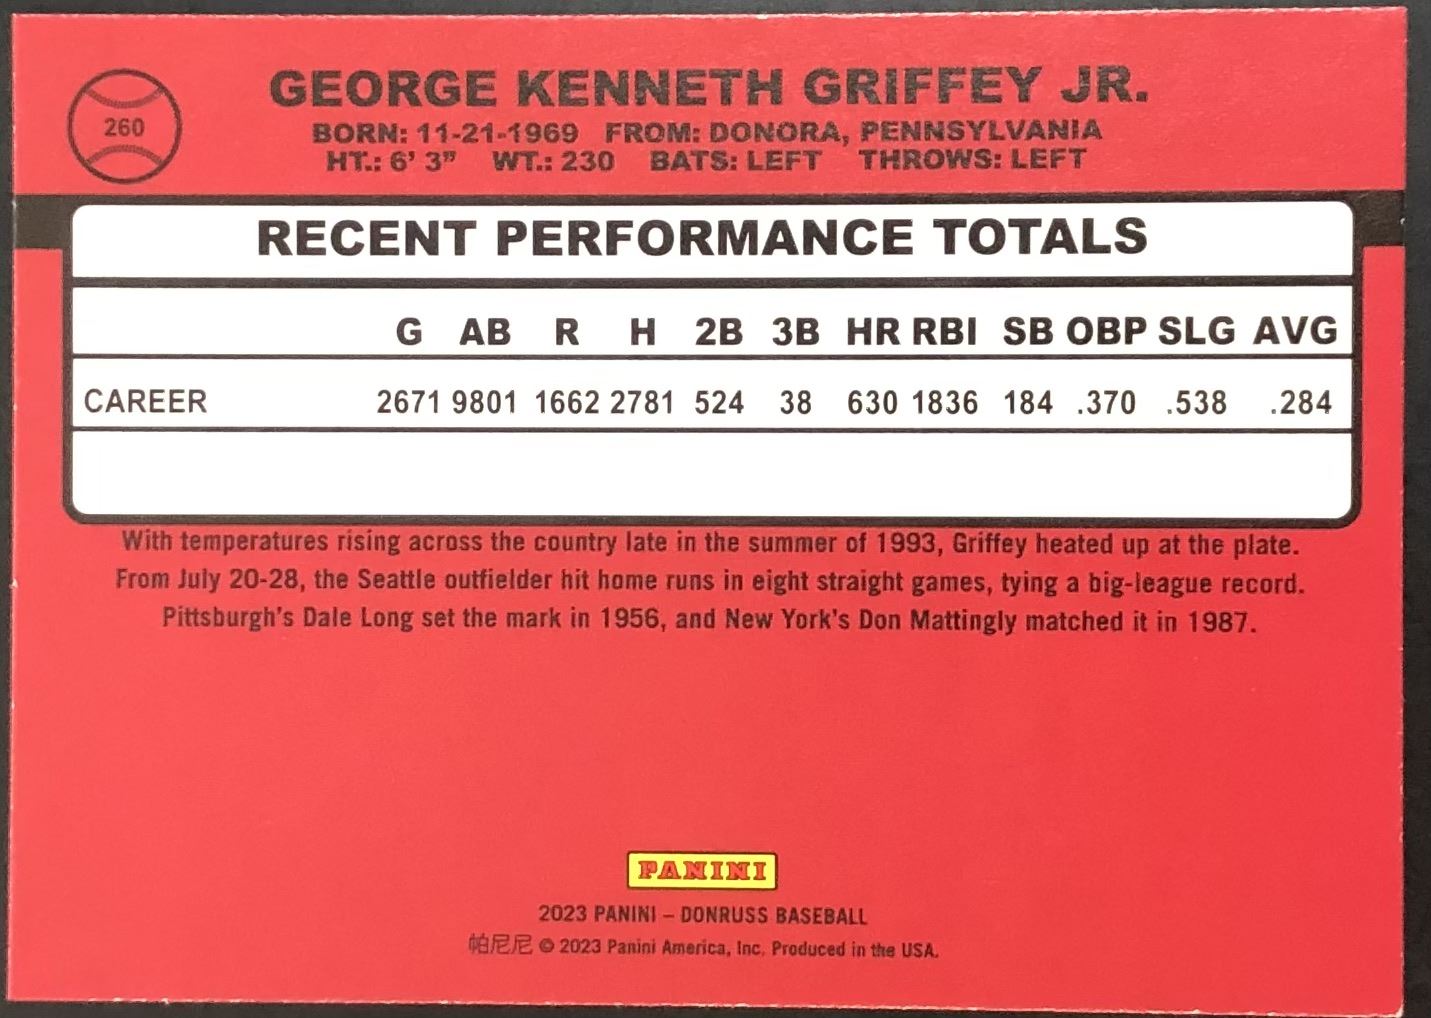 260
GEORGE KENNETH GRIFFEY JR.
BORN: 11-21-1969 FROM: DONORA, PENNSYLVANIA
HT.: 6' 3" WT.: 230 BATS: LEFT THROWS: LEFT
RECENT PERFORMANCE TOTALS
G AB R H 2B 3B HR RBI SB OBP SLG AVG
CAREER 2671 9801 1662 2781 524 38 630 1836 184 .370 .538 .284
With temperatures rising across the country late in the summer of 1993, Griffey heated up at the plate.
From July 20-28, the Seattle outfielder hit home runs in eight straight games, tying a big-league record.
Pittsburgh's Dale Long set the mark in 1956, and New York's Don Mattingly matched it in 1987.
PANINI
2023 PANINI – DONRUSS BASEBALL
帕尼尼 © 2023 Panini America, Inc. Produced in the USA.